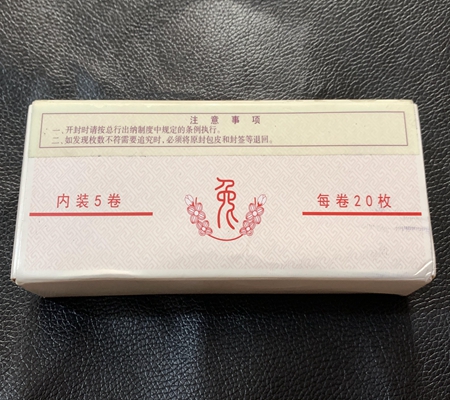 注意事项
一、开封时请按总行出纳制度中规定的条例执行。
二、如发现枚数不符需要追究时,必须将原封包皮和封签等退回。
内装5卷
兔
每卷20枚